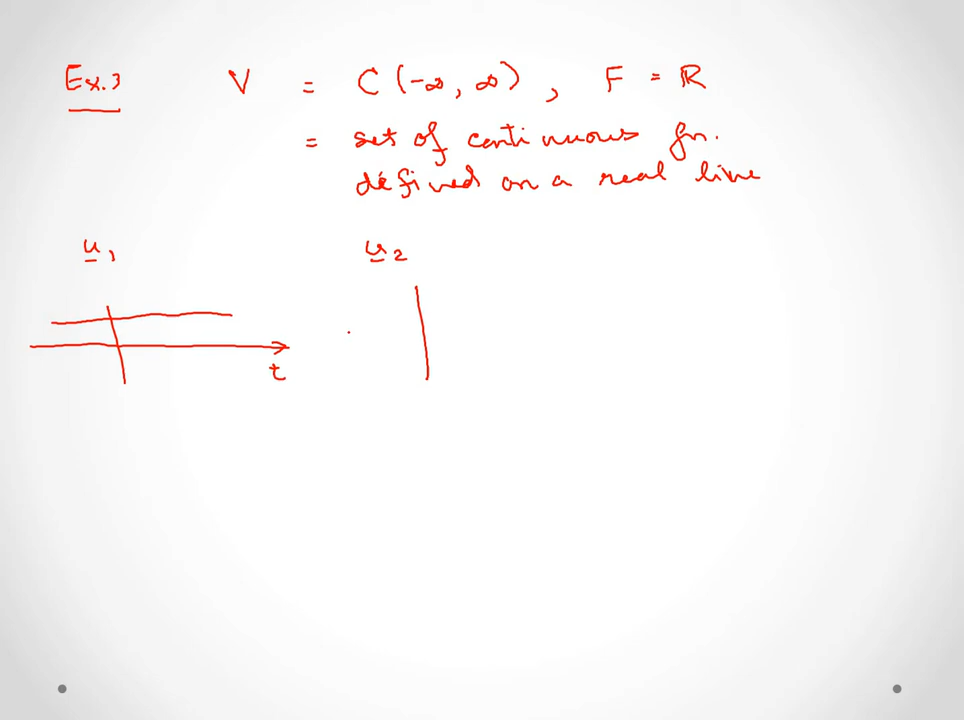 Ex.3 V = C(-∞, ∞), F = ℝ
= set of continuous fn.
defined on a real line
u1 u2
t